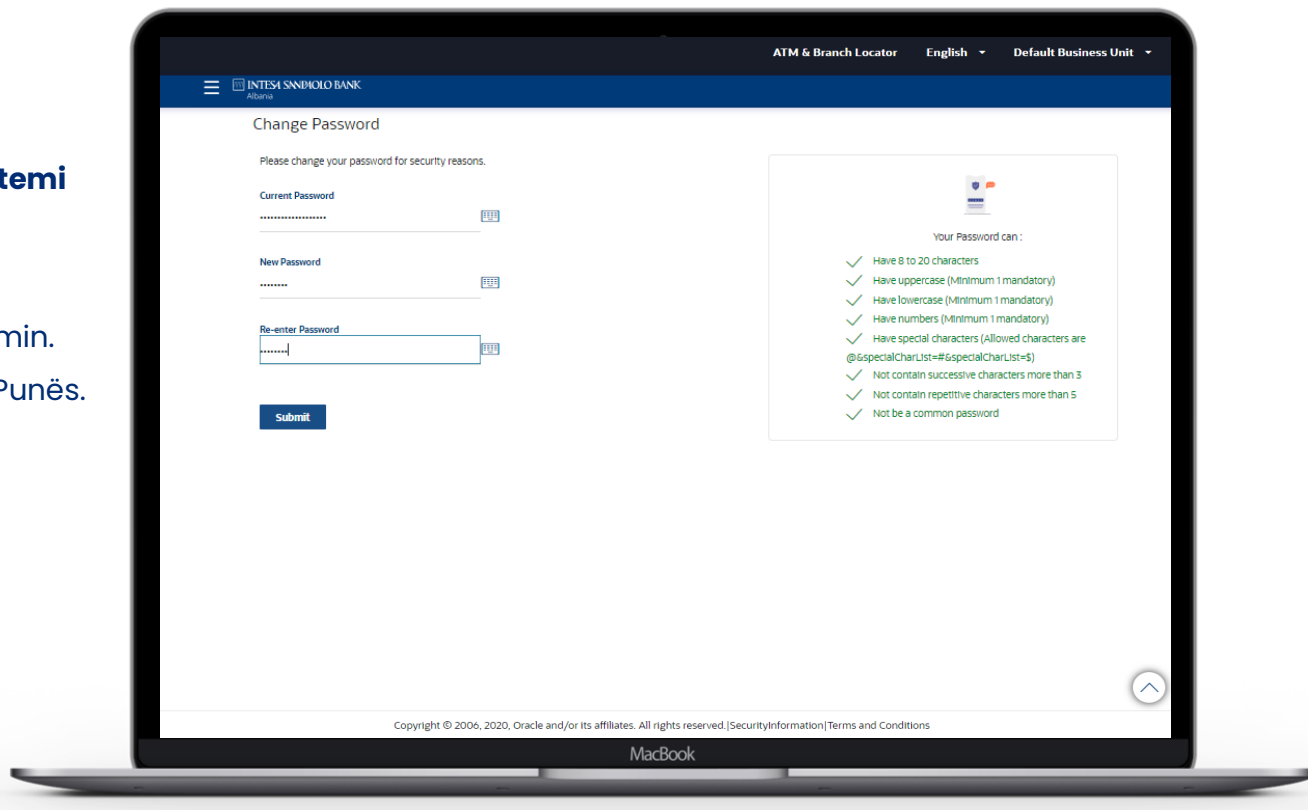 temi
min.
Punës.
ATM & Branch Locator English Default Business Unit
INTESA SANPAOLO BANK
Albania
Change Password
Please change your password for security reasons.
Current Password
New Password
Re-enter Password
Submit
Your Password can :
Have 8 to 20 characters
Have uppercase (Minimum 1 mandatory)
Have lowercase (Minimum 1 mandatory)
Have numbers (Minimum 1 mandatory)
Have special characters (Allowed characters are
@&specialCharList=#&specialCharList=$)
Not contain successive characters more than 3
Not contain repetitive characters more than 5
Not be a common password
Copyright © 2006, 2020, Oracle and/or its affiliates. All rights reserved.|SecurityInformation|Terms and Conditions
MacBook